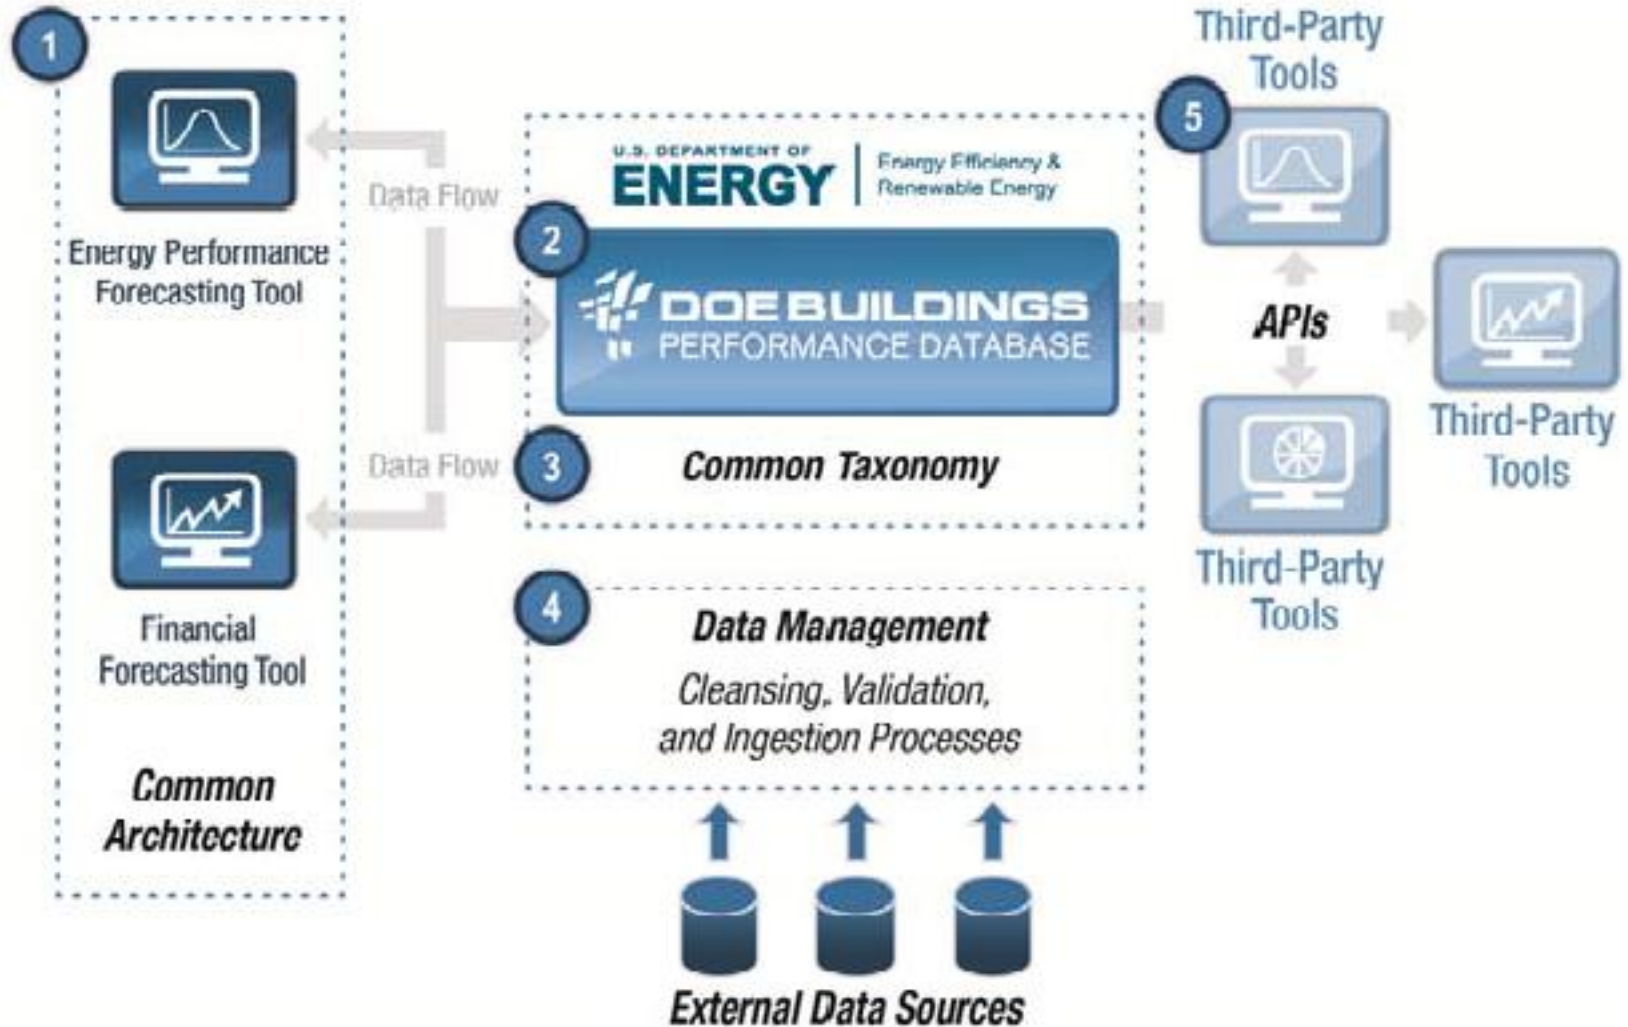 1
Energy Performance
Forecasting Tool
Financial
Forecasting Tool
Common
Architecture
Data Flow
Data Flow
U.S. DEPARTMENT OF
ENERGY
Energy Efficiency &
Renewable Energy
2
DOE BUILDINGS
PERFORMANCE DATABASE
3
Common Taxonomy
4
Data Management
Cleansing, Validation,
and Ingestion Processes
External Data Sources
Third-Party
Tools
5
APIs
Third-Party
Tools
Third-Party
Tools